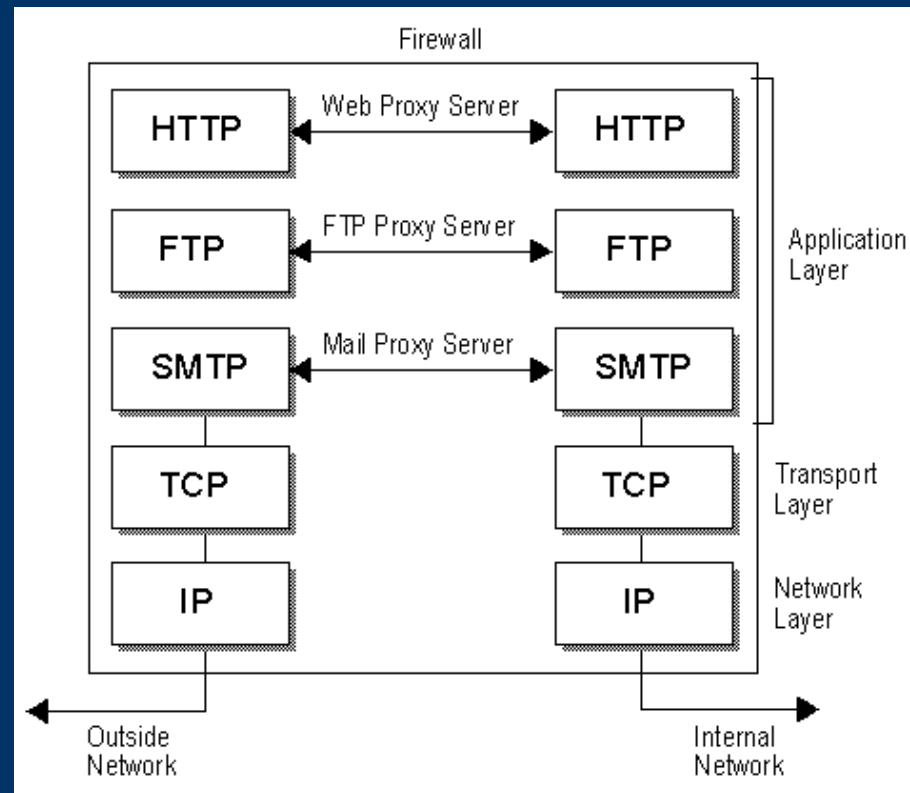 Firewall
HTTP
Web Proxy Server
HTTP
FTP
FTP Proxy Server
FTP
Application
Layer
SMTP
Mail Proxy Server
SMTP
TCP
TCP
Transport
Layer
IP
IP
Network
Layer
Outside
Network
Internal
Network